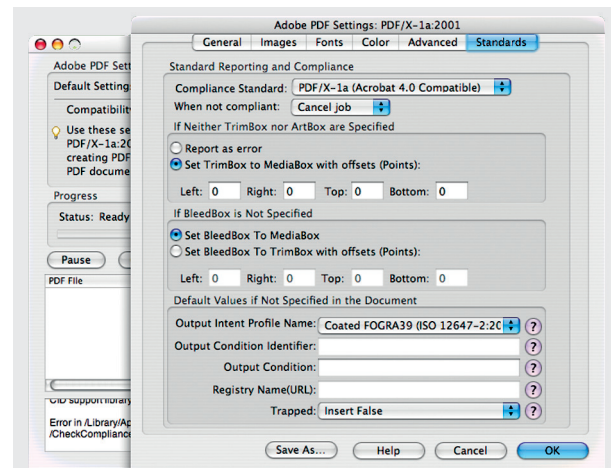 Adobe PDF Settings: PDF/X-1a:2001
General Images Fonts Color Advanced Standards
Standard Reporting and Compliance
Compliance Standard: PDF/X-1a (Acrobat 4.0 Compatible)
When not compliant: Cancel job
If Neither TrimBox nor ArtBox are Specified
Report as error
Set TrimBox to MediaBox with offsets (Points):
Left: 0 Right: 0 Top: 0 Bottom: 0
If BleedBox is Not Specified
Set BleedBox To MediaBox
Set BleedBox To TrimBox with offsets (Points):
Left: 0 Right: 0 Top: 0 Bottom: 0
Default Values if Not Specified in the Document
Output Intent Profile Name: Coated FOGRA39 (ISO 12647-2:20
Output Condition Identifier: ?
Output Condition: ?
Registry Name(URL): ?
Trapped: Insert False ?
Save As... Help Cancel OK
Adobe PDF Sett
Default Setting
Compatibilit
Use these se
PDF/X-1a:20
creating PDF
PDF docume
Progress
Status: Ready
Pause
PDF File
CID support library
Error in /Library/Ap
/CheckCompliance